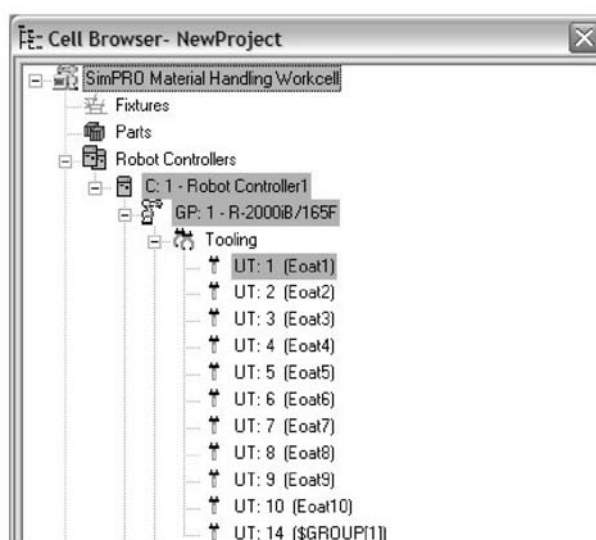 Cell Browser- NewProject
SimPRO Material Handling Workcell
Fixtures
Parts
Robot Controllers
C: 1 - Robot Controller1
GP: 1 - R-2000iB/165F
Tooling
UT: 1 (Eoat1)
UT: 2 (Eoat2)
UT: 3 (Eoat3)
UT: 4 (Eoat4)
UT: 5 (Eoat5)
UT: 6 (Eoat6)
UT: 7 (Eoat7)
UT: 8 (Eoat8)
UT: 9 (Eoat9)
UT: 10 (Eoat10)
UT: 14 ($GROUP[1])